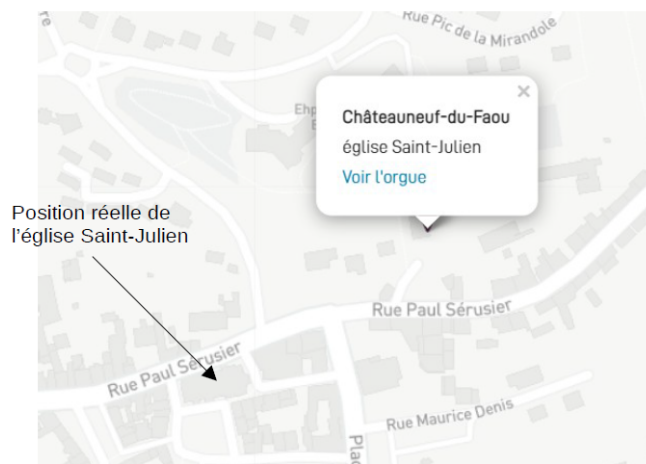 Rue Pic de la Mirandole
Châteauneuf-du-Faou
église Saint-Julien
Voir l'orgue
Position réelle de
l'église Saint-Julien
Rue Paul Sérusier
Rue Paul Sérusier
Rue Maurice Denis